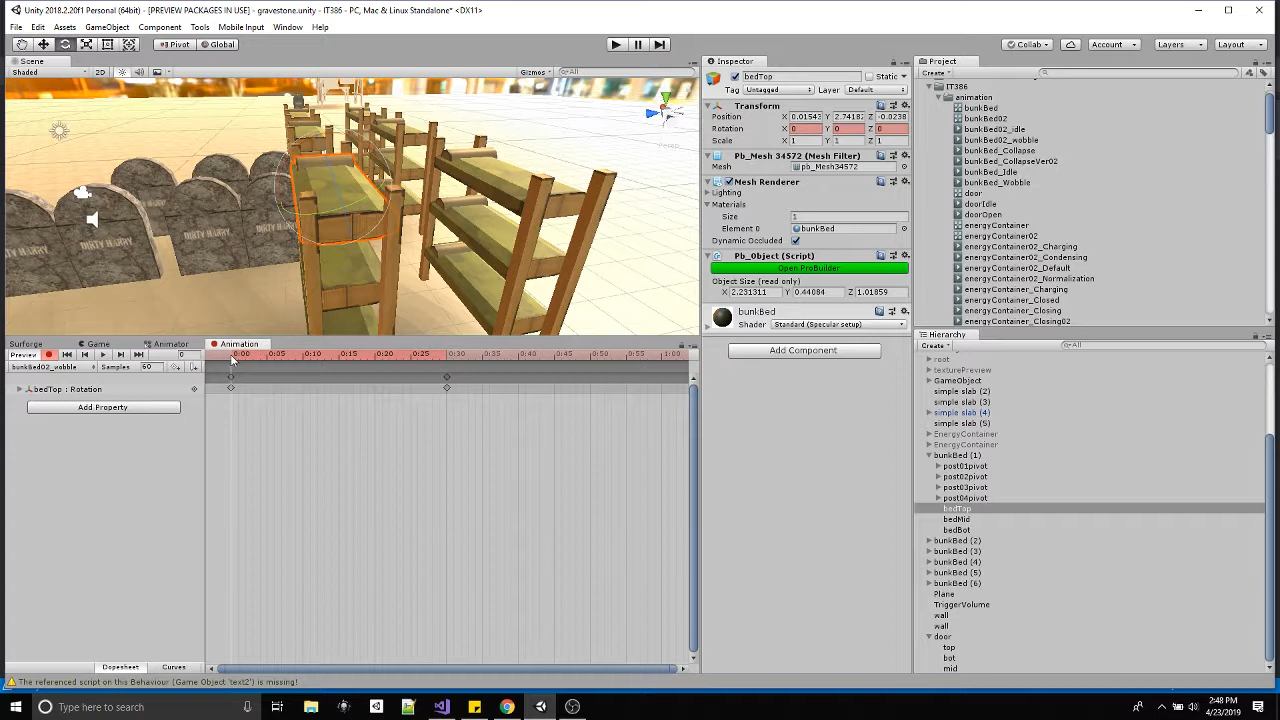 Unity 2018.2.20f1 Personal (64bit) - [PREVIEW PACKAGES IN USE] - gravestone.unity - IT386 - PC, Mac & Linux Standalone* <DX11>
File Edit Assets GameObject Component Tools Mobile Input Window Help
Pivot Global Collab Account Layers Layout
Scene
Shaded 2D Gizmos All
Persp
DIRTY HARRY DIRTY HARRY DIRTY HARRY
Surforge Game Animator Animation
Preview 0 0:00 0:05 0:10 0:15 0:20 0:25 0:30 0:35 0:40 0:45 0:50 0:55 1:00
bunkBed02_wobble Samples 60
bedTop : Rotation
Add Property
Dopesheet Curves
Inspector
bedTop Static
Tag Untagged Layer Default
Transform
Position X 0.01543 Y 2.74182 Z -0.0238
Rotation X 0 Y 0 Z 0
Scale X 1 Y 1 Z 1
Pb_Mesh 34572 (Mesh Filter)
Mesh pb_Mesh34572
Mesh Renderer
Lighting
Materials
Size 1
Element 0 bunkBed
Dynamic Occluded
Pb_Object (Script)
Open ProBuilder
Object Size (read only)
X 2.231311 Y 0.44084 Z 1.01859
bunkBed
Shader Standard (Specular setup)
Add Component
Project
Create
IT386
animation
bunkBed
bunkBed02
bunkBed02_idle
bunkBed02_wobble
bunkBed_Collapse
bunkBed_CollapseVer02
bunkBed_Idle
bunkBed_Wobble
door
doorIdle
doorOpen
energyContainer
energyContainer02
energyContainer02_Charging
energyContainer02_Condensing
energyContainer02_Default
energyContainer02_Normalization
energyContainer_Charging
energyContainer_Closed
energyContainer_Closing
energyContainer_Closing02
Hierarchy
Create All
root
texturePreview
GameObject
simple slab (2)
simple slab (3)
simple slab (4)
simple slab (5)
EnergyContainer
EnergyContainer
bunkBed (1)
post01pivot
post02pivot
post03pivot
post04pivot
bedTop
bedMid
bedBot
bunkBed (2)
bunkBed (3)
bunkBed (4)
bunkBed (5)
bunkBed (6)
Plane
TriggerVolume
wall
wall
door
top
bot
mid
The referenced script on this Behaviour (Game Object 'text2') is missing!
Type here to search
2:48 PM
4/23/2019